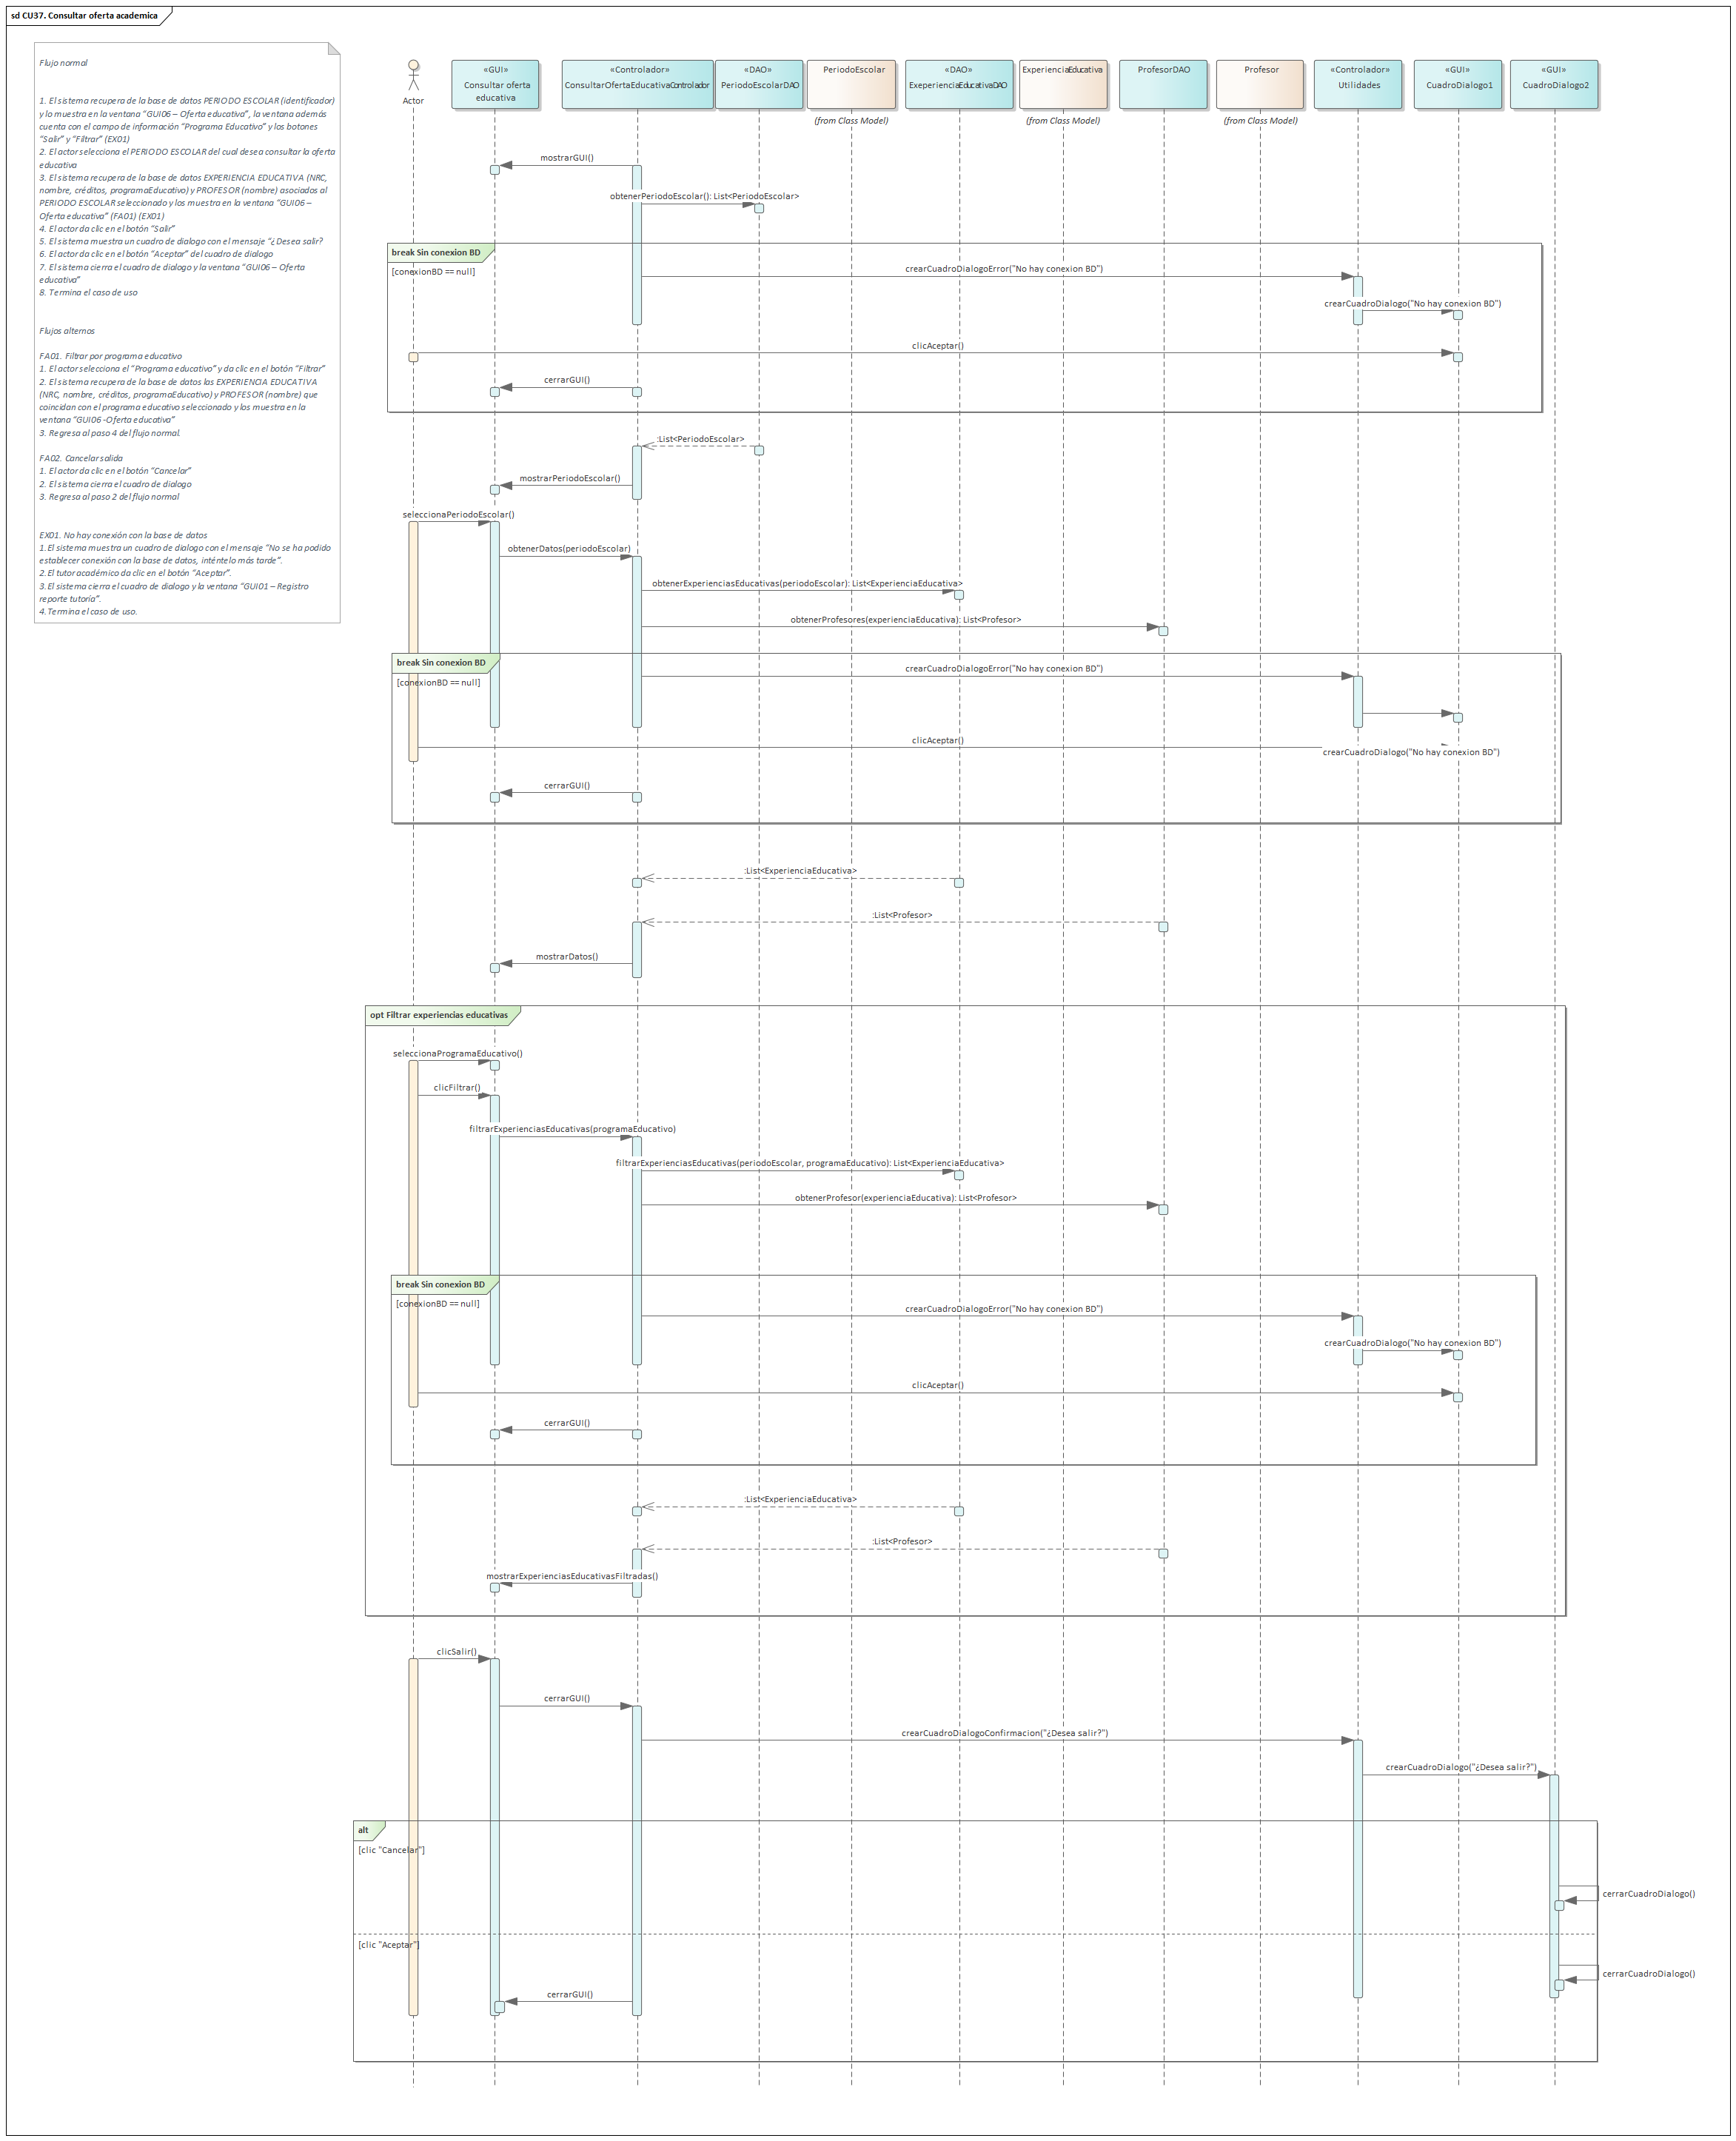 sd CU37. Consultar oferta academica
Flujo normal
1. El sistema recupera de la base de datos PERIODO ESCOLAR (identificador)
y lo muestra en la ventana “GUI06 – Oferta educativa”, la ventana además
cuenta con el campo de información “Programa Educativo” y los botones
“Salir” y “Filtrar” (EX01)
2. El actor selecciona el PERIODO ESCOLAR del cual desea consultar la oferta
educativa
3. El sistema recupera de la base de datos EXPERIENCIA EDUCATIVA (NRC,
nombre, créditos, programaEducativo) y PROFESOR (nombre) asociados al
PERIODO ESCOLAR seleccionado y los muestra en la ventana “GUI06 –
Oferta educativa” (FA01) (EX01)
4. El actor da clic en el botón “Salir”
5. El sistema muestra un cuadro de dialogo con el mensaje “¿Desea salir?
6. El actor da clic en el botón “Aceptar” del cuadro de dialogo
7. El sistema cierra el cuadro de dialogo y la ventana “GUI06 – Oferta
educativa”
8. Termina el caso de uso
Flujos alternos
FA01. Filtrar por programa educativo
1. El actor selecciona el “Programa educativo” y da clic en el botón “Filtrar”
2. El sistema recupera de la base de datos las EXPERIENCIA EDUCATIVA
(NRC, nombre, créditos, programaEducativo) y PROFESOR (nombre) que
coincidan con el programa educativo seleccionado y los muestra en la
ventana “GUI06 -Oferta educativa”
3. Regresa al paso 4 del flujo normal.
FA02. Cancelar salida
1. El actor da clic en el botón “Cancelar”
2. El sistema cierra el cuadro de dialogo
3. Regresa al paso 2 del flujo normal
EX01. No hay conexión con la base de datos
1.El sistema muestra un cuadro de dialogo con el mensaje “No se ha podido
establecer conexión con la base de datos, inténtelo más tarde”.
2.El tutor académico da clic en el botón “Aceptar”.
3.El sistema cierra el cuadro de dialogo y la ventana “GUI01 – Registro
reporte tutoría”.
4.Termina el caso de uso.
Actor
«GUI»
Consultar oferta
educativa
«Controlador»
ConsultarOfertaEducativaControlador
«DAO»
PeriodoEscolarDAO
PeriodoEscolar
(from Class Model)
«DAO»
ExeperienciaEducativaDAO
ExperienciaEducativa
(from Class Model)
ProfesorDAO
Profesor
(from Class Model)
«Controlador»
Utilidades
«GUI»
CuadroDialogo1
«GUI»
CuadroDialogo2
mostrarGUI()
obtenerPeriodoEscolar(): List<PeriodoEscolar>
break Sin conexion BD
[conexionBD == null]
crearCuadroDialogoError("No hay conexion BD")
crearCuadroDialogo("No hay conexion BD")
clicAceptar()
cerrarGUI()
:List<PeriodoEscolar>
mostrarPeriodoEscolar()
seleccionaPeriodoEscolar()
obtenerDatos(periodoEscolar)
obtenerExperienciasEducativas(periodoEscolar): List<ExperienciaEducativa>
obtenerProfesores(experienciaEducativa): List<Profesor>
break Sin conexion BD
[conexionBD == null]
crearCuadroDialogoError("No hay conexion BD")
clicAceptar()
crearCuadroDialogo("No hay conexion BD")
cerrarGUI()
:List<ExperienciaEducativa>
:List<Profesor>
mostrarDatos()
opt Filtrar experiencias educativas
seleccionaProgramaEducativo()
clicFiltrar()
filtrarExperienciasEducativas(programaEducativo)
filtrarExperienciasEducativas(periodoEscolar, programaEducativo): List<ExperienciaEducativa>
obtenerProfesor(experienciaEducativa): List<Profesor>
break Sin conexion BD
[conexionBD == null]
crearCuadroDialogoError("No hay conexion BD")
crearCuadroDialogo("No hay conexion BD")
clicAceptar()
cerrarGUI()
:List<ExperienciaEducativa>
:List<Profesor>
mostrarExperienciasEducativasFiltradas()
clicSalir()
cerrarGUI()
crearCuadroDialogoConfirmacion("¿Desea salir?")
crearCuadroDialogo("¿Desea salir?")
alt
[clic "Cancelar"]
cerrarCuadroDialogo()
[clic "Aceptar"]
cerrarCuadroDialogo()
cerrarGUI()